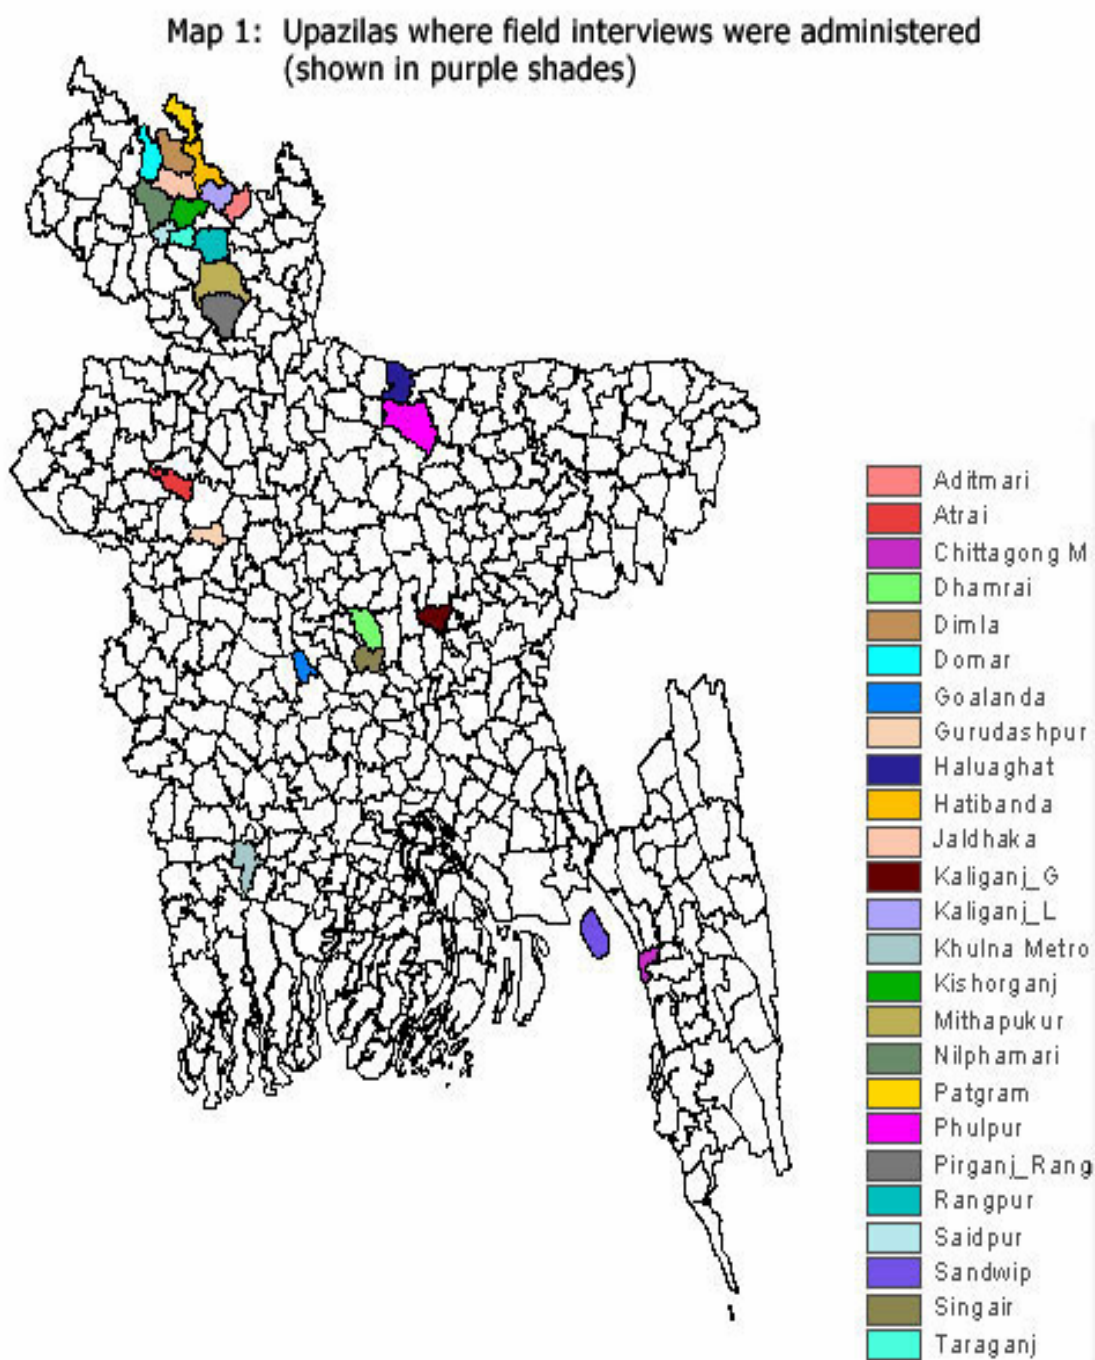 Map 1: Upazilas where field interviews were administered
(shown in purple shades)
Aditmari
Atrai
Chittagong M
Dhamrai
Dimla
Domar
Goalanda
Gurudashpur
Haluaghat
Hatibanda
Jaldhaka
Kaliganj_G
Kaliganj_L
Khulna Metro
Kishorganj
Mithapukur
Nilphamari
Patgram
Phulpur
Pirganj_Rang
Rangpur
Saidpur
Sandwip
Singair
Taraganj